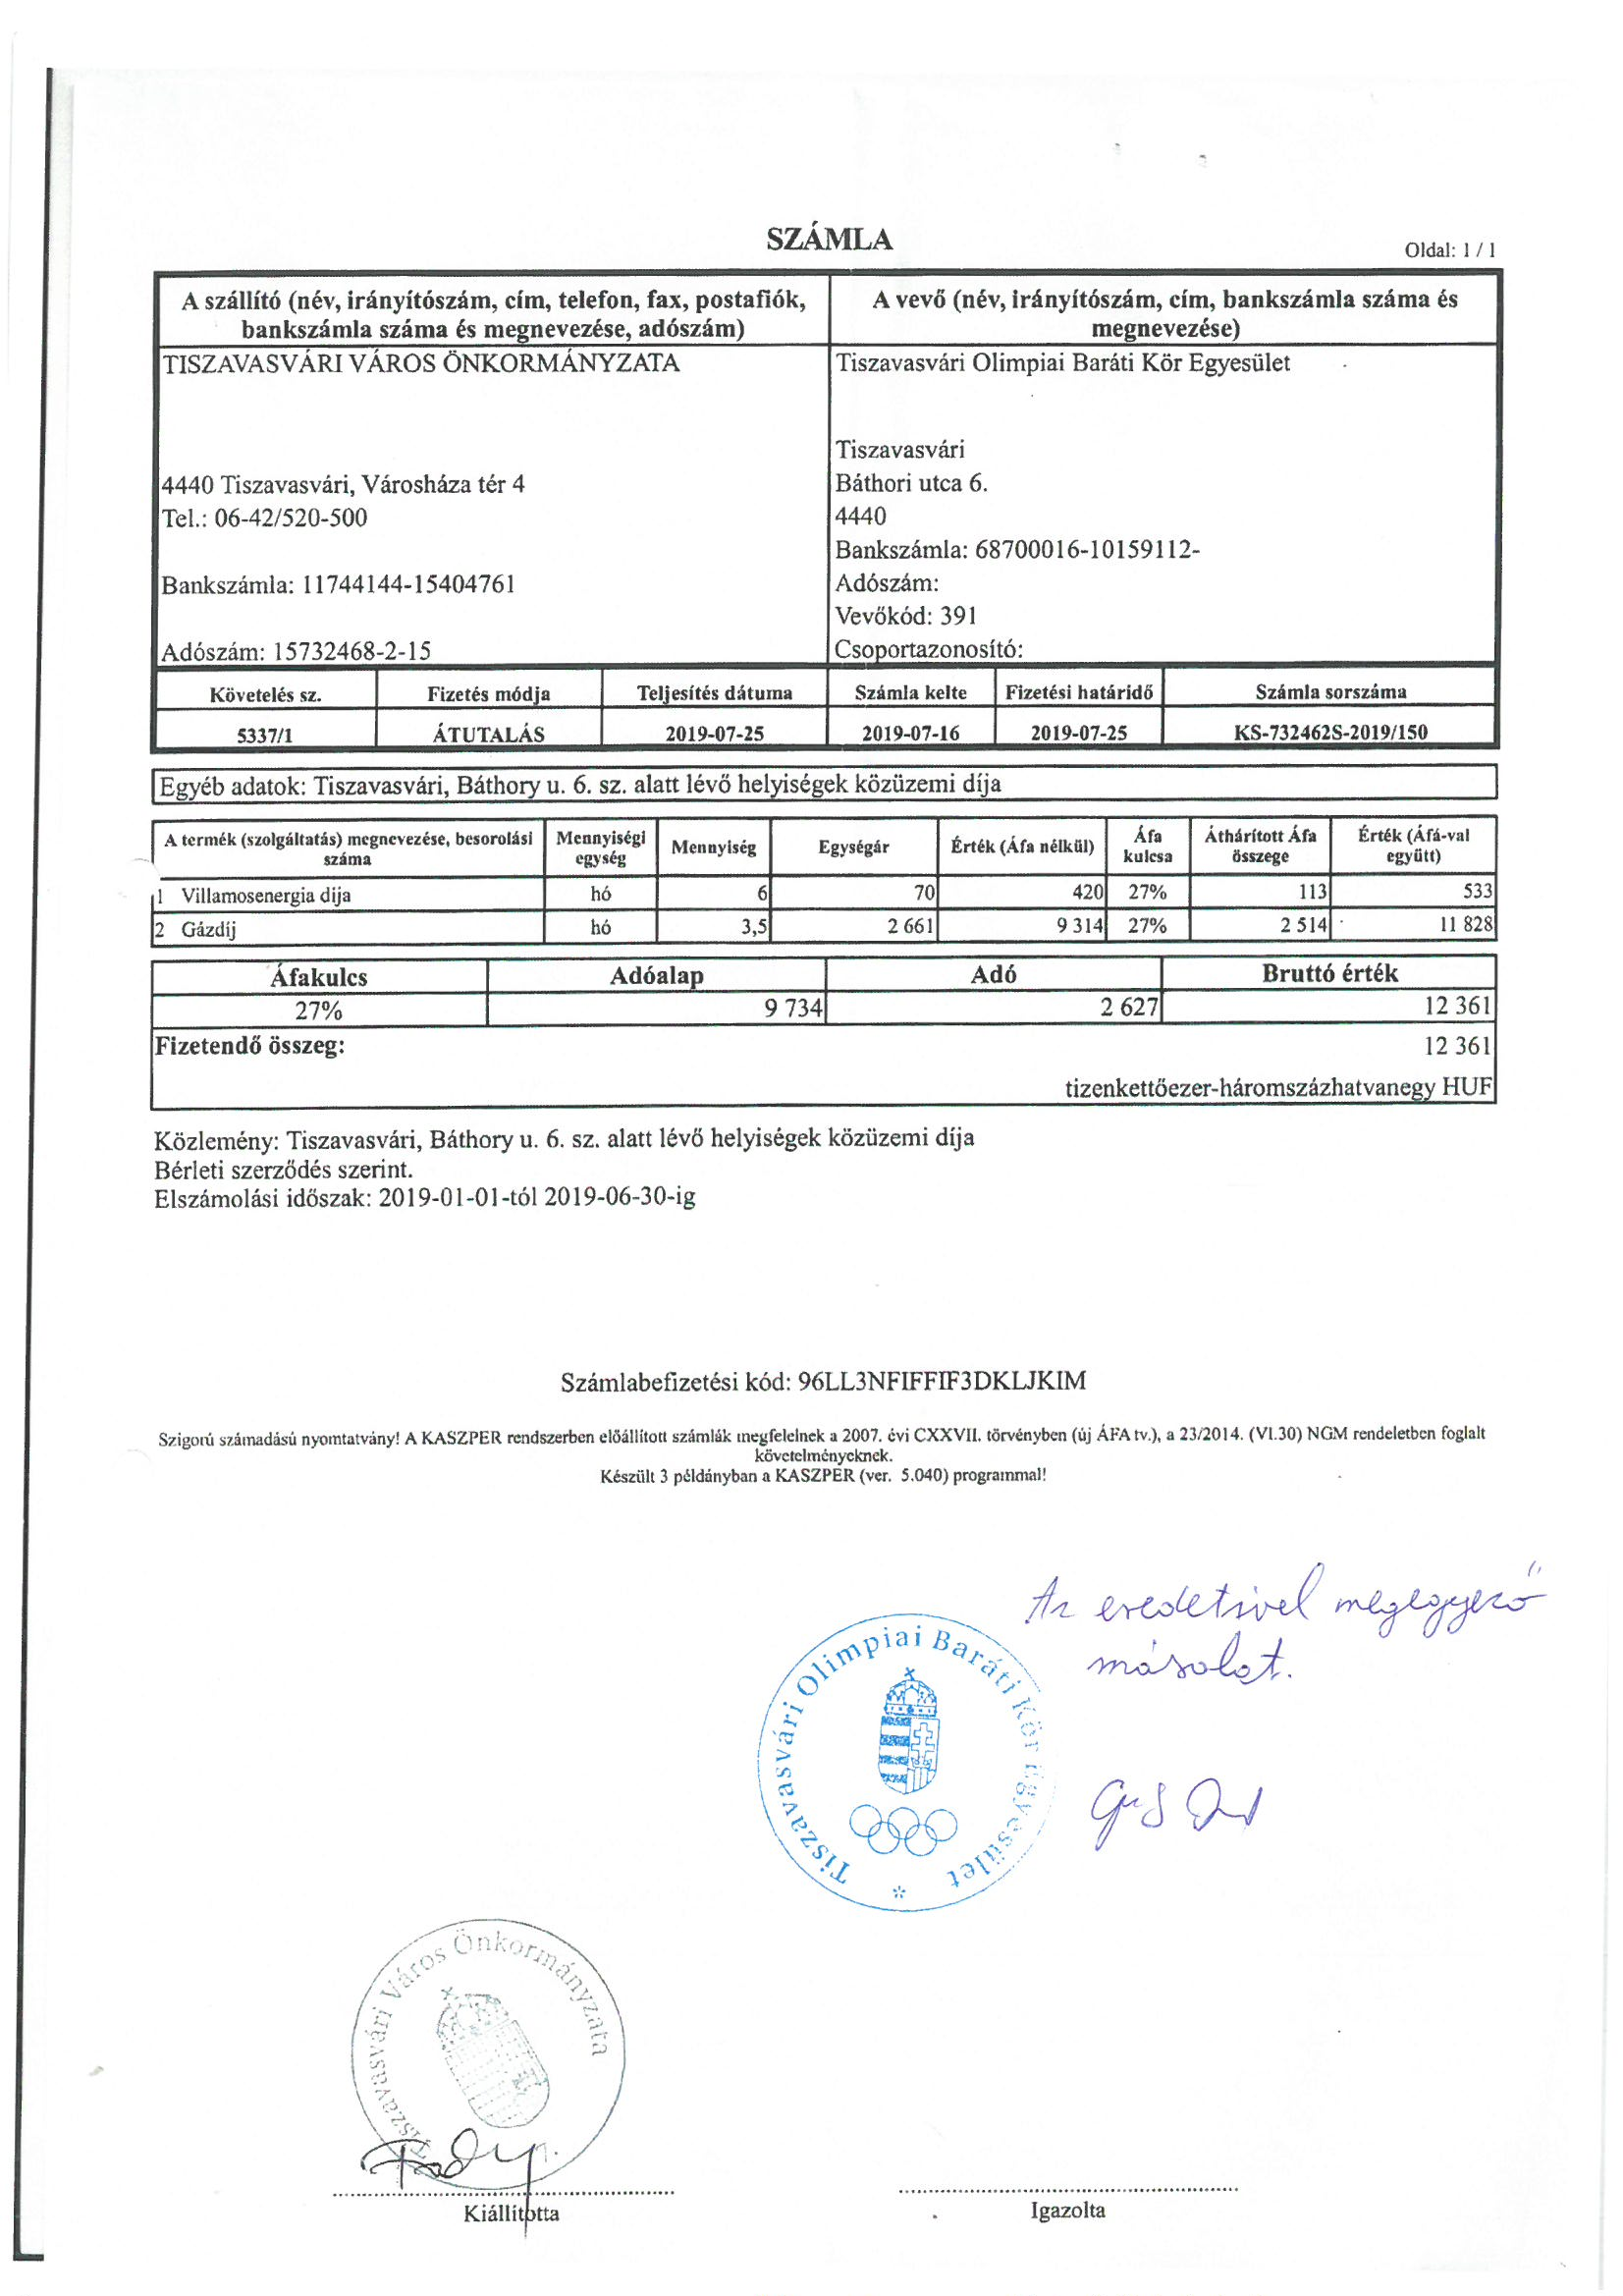 SZÁMLA
Oldal: 1 / 1
A szállító (név, irányítószám, cím, telefon, fax, postafiók, bankszámla száma és megnevezése, adószám)
A vevő (név, irányítószám, cím, bankszámla száma és megnevezése)
TISZAVASVÁRI VÁROS ÖNKORMÁNYZATA
4440 Tiszavasvári, Városháza tér 4
Tel.: 06-42/520-500
Bankszámla: 11744144-15404761
Adószám: 15732468-2-15
Tiszavasvári Olimpiai Baráti Kör Egyesület
Tiszavasvári
Báthori utca 6.
4440
Bankszámla: 68700016-10159112-
Adószám:
Vevőkód: 391
Csoportazonosító:
Követelés sz. Fizetés módja Teljesítés dátuma Számla kelte Fizetési határidő Számla sorszáma
5337/1 ÁTUTALÁS 2019-07-25 2019-07-16 2019-07-25 KS-732462S-2019/150
Egyéb adatok: Tiszavasvári, Báthory u. 6. sz. alatt lévő helyiségek közüzemi díja
A termék (szolgáltatás) megnevezése, besorolási száma Mennyiségi egység Mennyiség Egységár Érték (Áfa nélkül) Áfa kulcsa Áthárított Áfa összege Érték (Áfá-val együtt)
1 Villamosenergia dija hó 6 70 420 27% 113 533
2 Gázdíj hó 3,5 2 661 9 314 27% 2 514 11 828
Áfakulcs Adóalap Adó Bruttó érték
27% 9 734 2 627 12 361
Fizetendő összeg: 12 361
tizenkettőezer-háromszázhatvanegy HUF
Közlemény: Tiszavasvári, Báthory u. 6. sz. alatt lévő helyiségek közüzemi díja
Bérleti szerződés szerint.
Elszámolási időszak: 2019-01-01-tól 2019-06-30-ig
Számlabefizetési kód: 96LL3NFIFFIF3DKLJKIM
Szigorú számadású nyomtatvány! A KASZPER rendszerben előállított számlák megfelelnek a 2007. évi CXXVII. törvényben (új ÁFA tv.), a 23/2014. (VI.30) NGM rendeletben foglalt
követelményeknek.
Készült 3 példányban a KASZPER (ver. 5.040) programmal!
Az eredetivel megegyező
másolat.
Tiszavasvári Olimpiai Baráti Kör Egyesület *
Tiszavasvári Város Önkormányzata
Kiállította
Igazolta